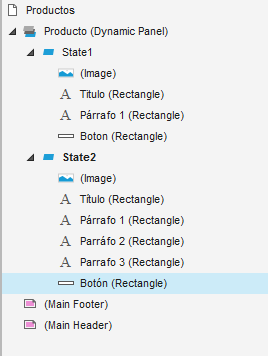 Productos
Producto (Dynamic Panel)
State1
(Image)
Titulo (Rectangle)
Párrafo 1 (Rectangle)
Boton (Rectangle)
State2
(Image)
Título (Rectangle)
Párrafo 1 (Rectangle)
Parráfo 2 (Rectangle)
Parrafo 3 (Rectangle)
Botón (Rectangle)
(Main Footer)
(Main Header)